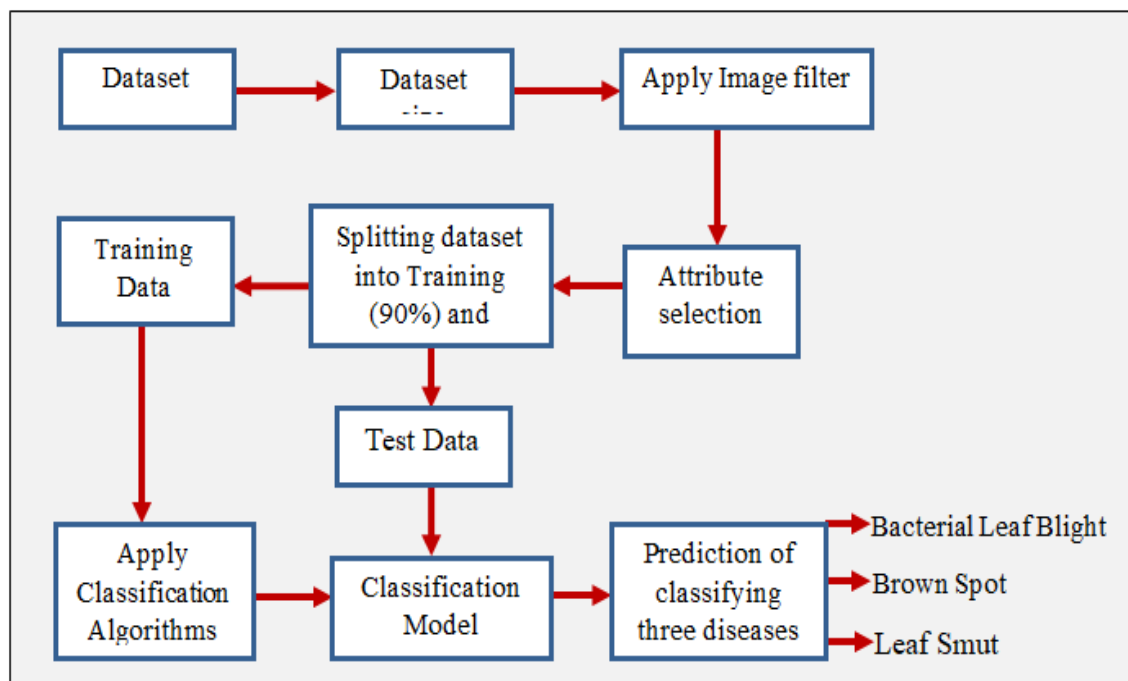 Dataset
Dataset
Apply Image filter
Training
Data
Splitting dataset
into Training
(90%) and
Attribute
selection
Test Data
Apply
Classification
Algorithms
Classification
Model
Prediction of
classifying
three diseases
Bacterial Leaf Blight
Brown Spot
Leaf Smut